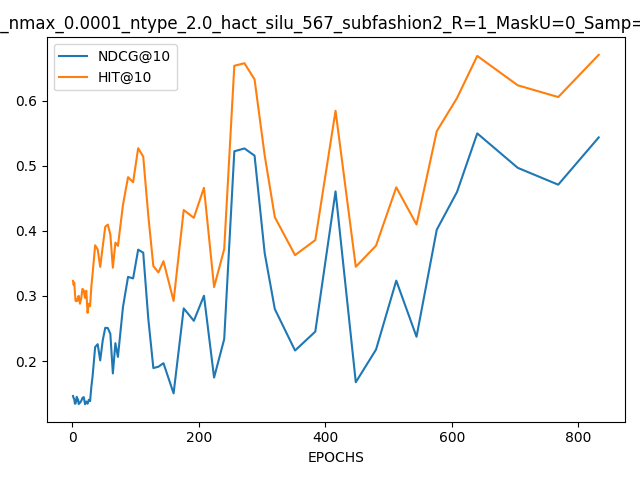 _nmax_0.0001_ntype_2.0_hact_silu_567_subfashion2_R=1_MaskU=0_Samp=
NDCG@10
HIT@10
0.6
0.5
0.4
0.3
0.2
0 200 400 600 800
EPOCHS